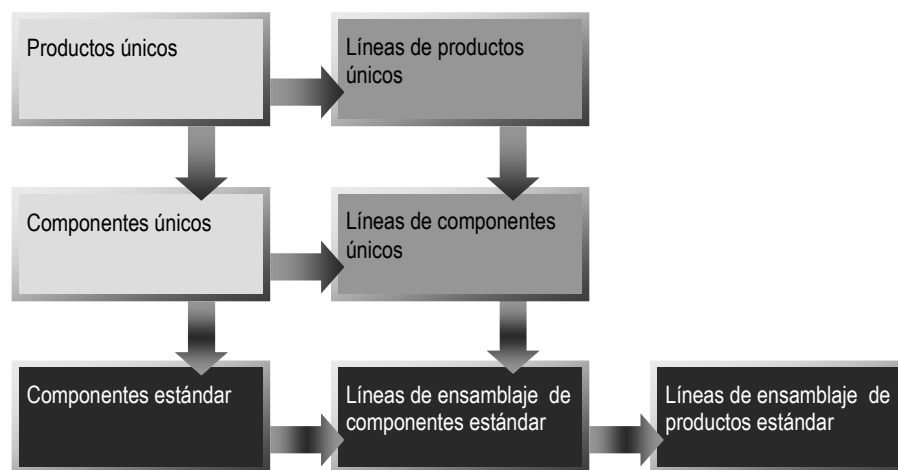 Productos únicos
Líneas de productos
únicos
Componentes únicos
Líneas de componentes
únicos
Componentes estándar
Líneas de ensamblaje de
componentes estándar
Líneas de ensamblaje de
productos estándar